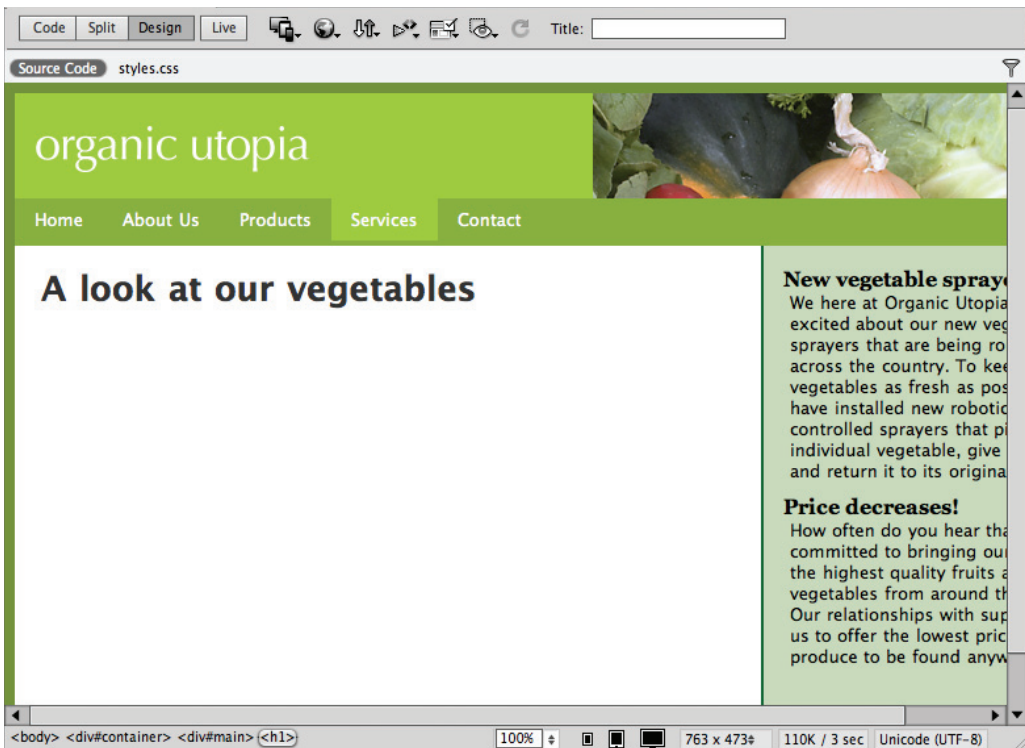 Code Split Design Live Title:
Source Code styles.css
organic utopia
Home About Us Products Services Contact
A look at our vegetables
New vegetable spraye
We here at Organic Utopia
excited about our new veg
sprayers that are being ro
across the country. To kee
vegetables as fresh as pos
have installed new robotic
controlled sprayers that pi
individual vegetable, give
and return it to its origina
Price decreases!
How often do you hear tha
committed to bringing our
the highest quality fruits a
vegetables from around th
Our relationships with sup
us to offer the lowest pric
produce to be found anyw
<body> <div#container> <div#main> <h1> 100% 763 x 473 110K / 3 sec Unicode (UTF-8)